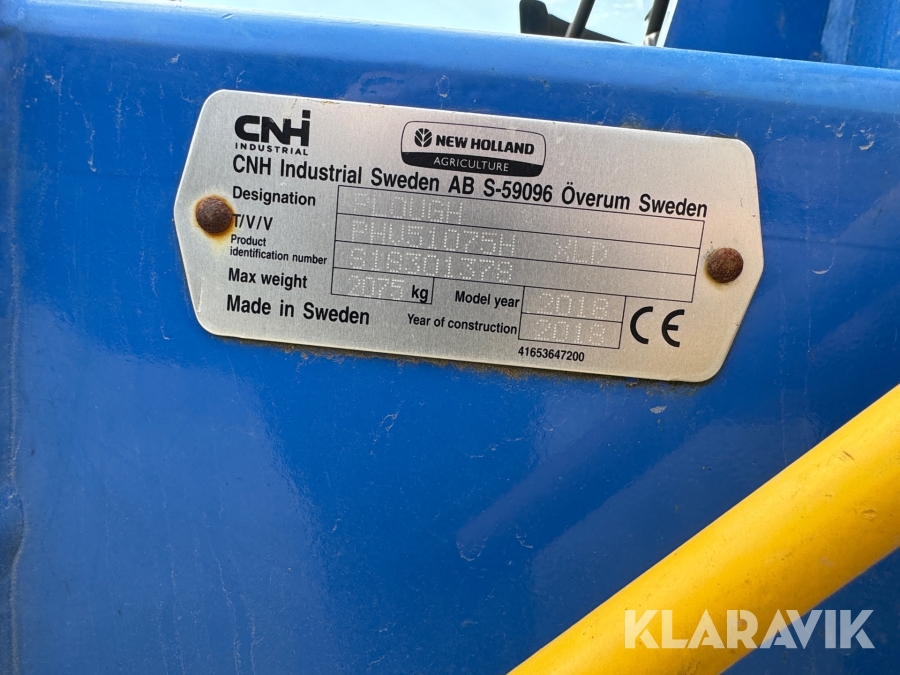 CNH
INDUSTRIAL
NEW HOLLAND
AGRICULTURE
CNH Industrial Sweden AB S-59096 Överum Sweden
Designation PLOUGH
T/V/V PHV51075H XLD
Product identification number S18301378
Max weight 2075 kg Model year 2018
Made in Sweden Year of construction 2018 CE
41653647200
KLARAVIK